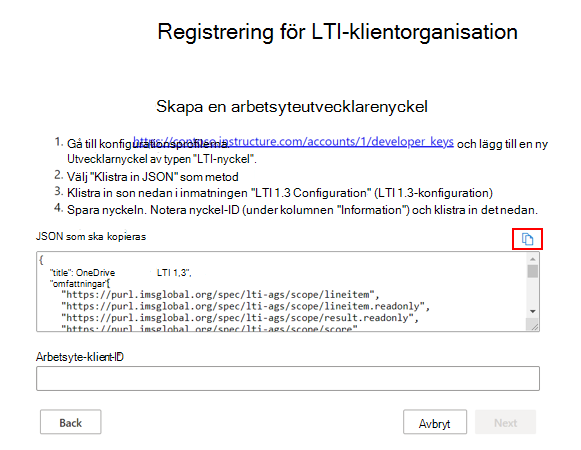 Registrering för LTI-klientorganisation
Skapa en arbetsyteutvecklarenyckel
1. Gå till konfigurationsprofilerna. https://contoso.instructure.com/accounts/1/developer_keys och lägg till en ny
Utvecklarnyckel av typen "LTI-nyckel".
2. Välj "Klistra in JSON" som metod
3. Klistra in son nedan i inmatningen "LTI 1.3 Configuration" (LTI 1.3-konfiguration)
4. Spara nyckeln. Notera nyckel-ID (under kolumnen "Information") och klistra in det nedan.
JSON som ska kopieras
{
"title": OneDrive LTI 1,3",
"omfattningar[
"https://purl.imsglobal.org/spec/lti-ags/scope/lineitem",
"https://purl.imsglobal.org/spec/lti-ags/scope/lineitem.readonly",
"https://purl.imsglobal.org/spec/lti-ags/scope/result.readonly",
"https://purl.imsglobal.org/spec/lti-ags/scope/score"
Arbetsyte-klient-ID
Back Avbryt Next